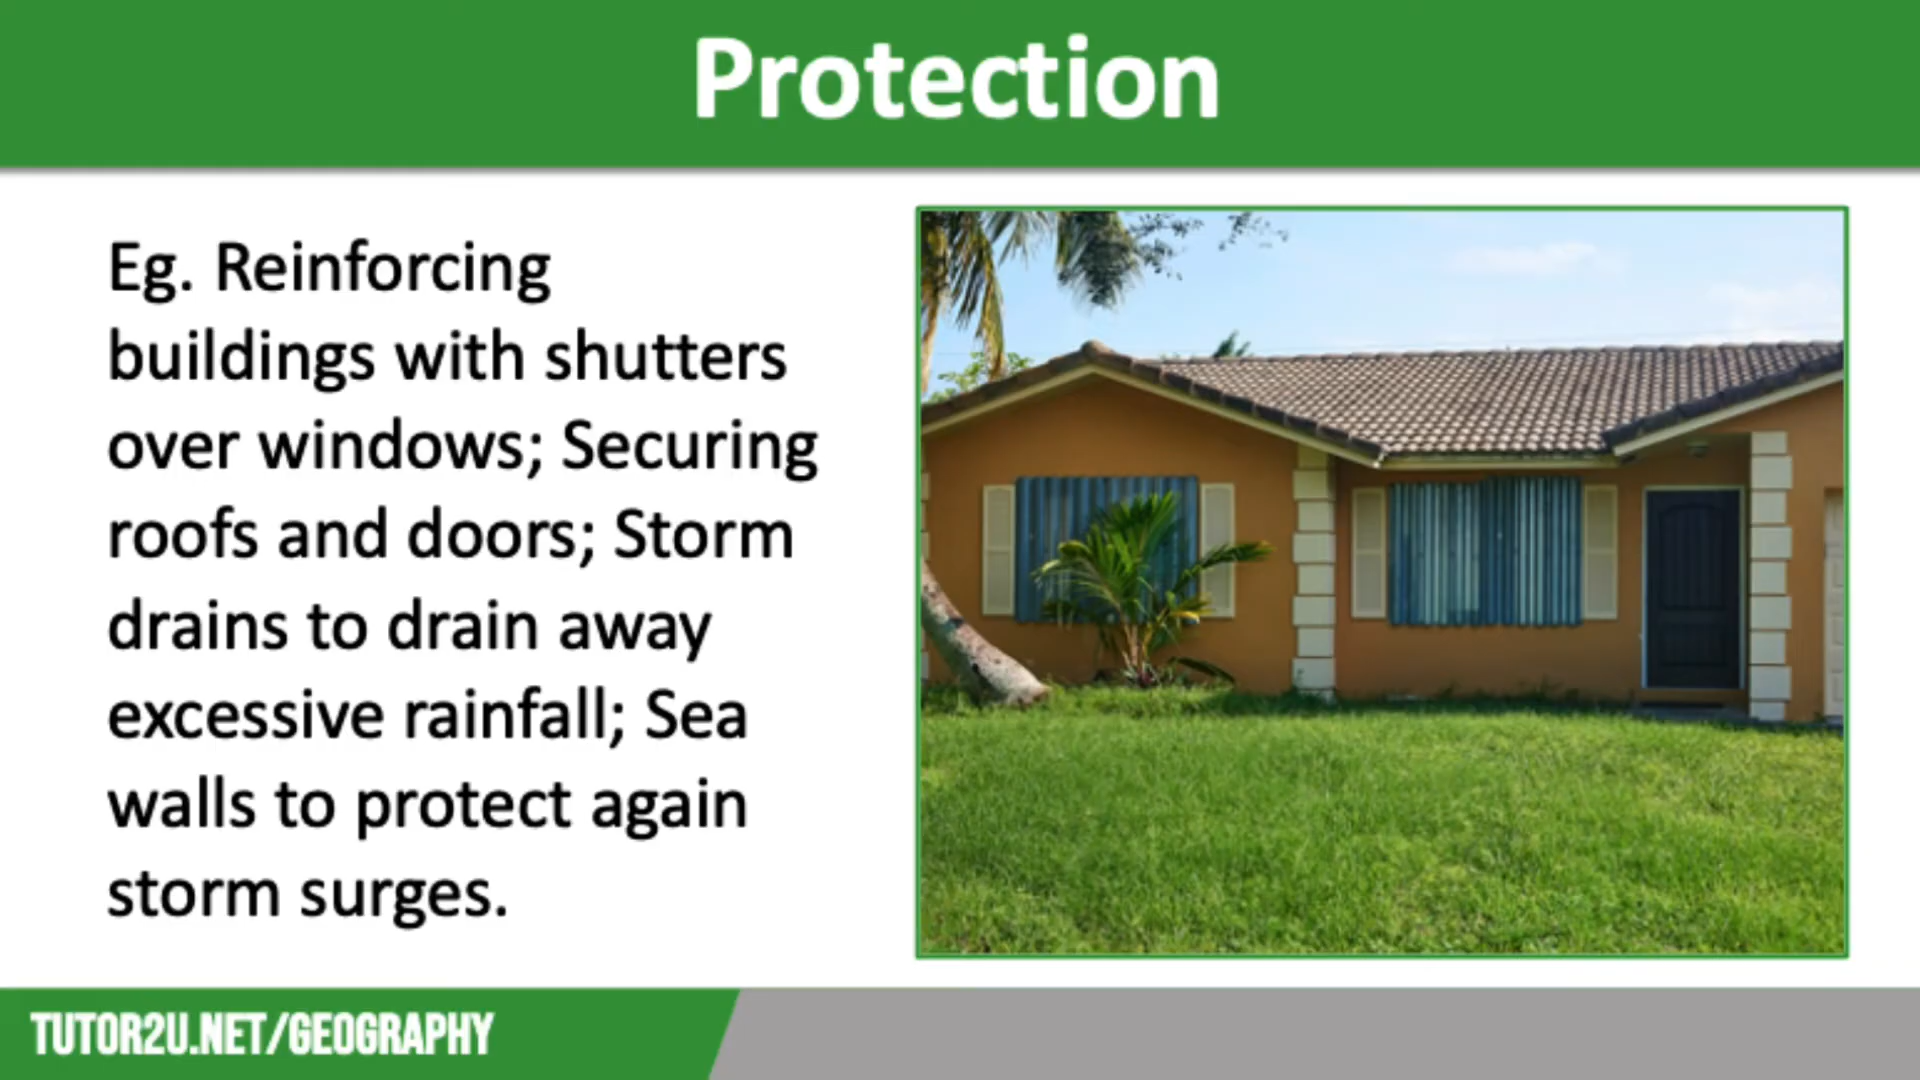 Protection
Eg. Reinforcing
buildings with shutters
over windows; Securing
roofs and doors; Storm
drains to drain away
excessive rainfall; Sea
walls to protect again
storm surges.
TUTOR2U.NET/GEOGRAPHY